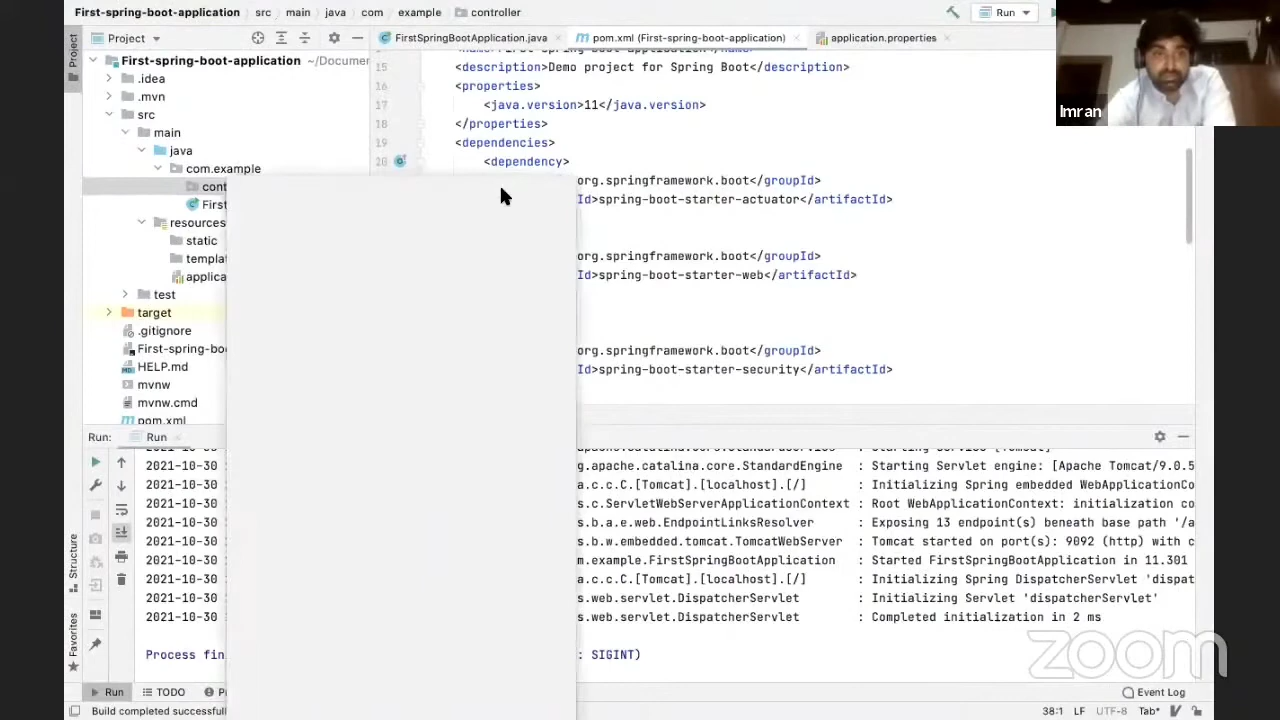 First-spring-boot-application src main java com example controller
Run
Project
Project
FirstSpringBootApplication.java
pom.xml (First-spring-boot-application)
application.properties
First-spring-boot-application ~/Documen
.idea
.mvn
src
main
java
com.example
cont
First
resources
static
templat
applica
test
target
.gitignore
First-spring-bo
HELP.md
mvnw
mvnw.cmd
pom.xml
15 <description>Demo project for Spring Boot</description>
16 <properties>
17 <java.version>11</java.version>
18 </properties>
19 <dependencies>
20 <dependency>
org.springframework.boot</groupId>
Id>spring-boot-starter-actuator</artifactId>
org.springframework.boot</groupId>
Id>spring-boot-starter-web</artifactId>
org.springframework.boot</groupId>
Id>spring-boot-starter-security</artifactId>
Imran
Run: Run
2021-10-30 g.apache.catalina.core.StandardEngine : Starting Servlet engine: [Apache Tomcat/9.0.5
2021-10-30 a.c.c.C.[Tomcat].[localhost].[/] : Initializing Spring embedded WebApplicationCo
2021-10-30 s.c.ServletWebServerApplicationContext : Root WebApplicationContext: initialization co
2021-10-30 s.b.a.e.web.EndpointLinksResolver : Exposing 13 endpoint(s) beneath base path '/a
2021-10-30 s.b.w.embedded.tomcat.TomcatWebServer : Tomcat started on port(s): 9092 (http) with c
2021-10-30 m.example.FirstSpringBootApplication : Started FirstSpringBootApplication in 11.301
2021-10-30 a.c.c.C.[Tomcat].[localhost].[/] : Initializing Spring DispatcherServlet 'dispat
2021-10-30 s.web.servlet.DispatcherServlet : Initializing Servlet 'dispatcherServlet'
2021-10-30 s.web.servlet.DispatcherServlet : Completed initialization in 2 ms
Process fin : SIGINT)
Structure
Favorites
zoom
Run TODO P
Event Log
Build completed successful
38:1 LF UTF-8 Tab*